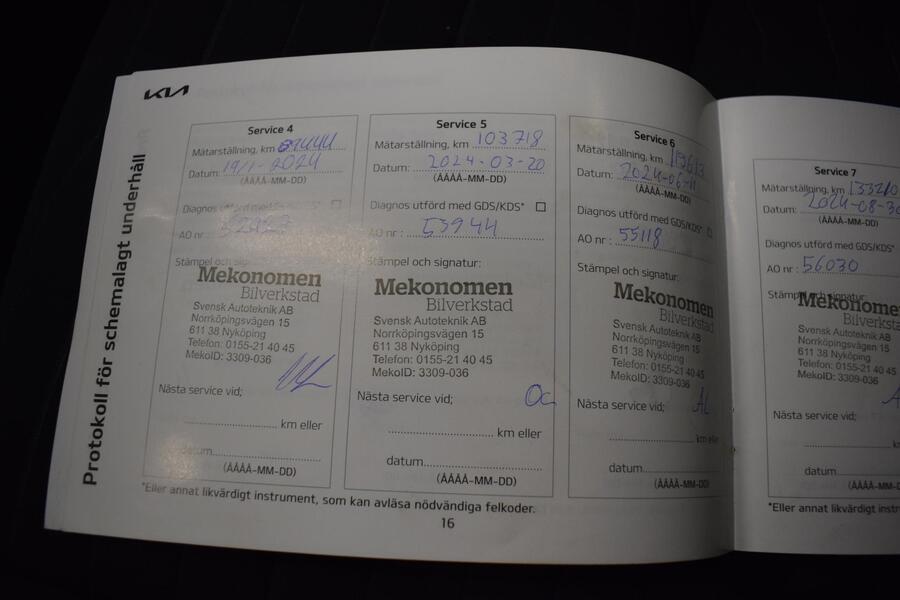 KIA
Protokoll för schemalagt underhåll
Service 4
Mätarställning, km
Datum: 19/1-2024
(ÅÅÅÅ-MM-DD)
Diagnos utförd med
AO nr :
Stämpel och signatur:
Mekonomen
Bilverkstad
Svensk Autoteknik AB
Norrköpingsvägen 15
611 38 Nyköping
Telefon: 0155-21 40 45
MekoID: 3309-036
Nästa service vid;
km eller
datum
(ÅÅÅÅ-MM-DD)
Service 5
Mätarställning, km 103718
Datum: 2024-03-20
(ÅÅÅÅ-MM-DD)
Diagnos utförd med GDS/KDS*
AO nr : 53944
Stämpel och signatur:
Mekonomen
Bilverkstad
Svensk Autoteknik AB
Norrköpingsvägen 15
611 38 Nyköping
Telefon: 0155-21 40 45
MekoID: 3309-036
Nästa service vid;
km eller
datum
(ÅÅÅÅ-MM-DD)
Service 6
Mätarställning, km
Datum: 2024-06-11
(ÅÅÅÅ-MM-DD)
Diagnos utförd med GDS/KDS*
AO nr : 55118
Stämpel och signatur:
Mekonomen
Bilverkstad
Svensk Autoteknik AB
Norrköpingsvägen 15
611 38 Nyköping
Telefon: 0155-21 40 45
MekoID: 3309-036
Nästa service vid; AL
km eller
datum
(ÅÅÅÅ-MM-DD)
*Eller annat likvärdigt instrument, som kan avläsa nödvändiga felkoder.
16
Service 7
Mätarställning, km 133210
Datum: 2024-08-30
(ÅÅÅÅ-MM-DD)
Diagnos utförd med GDS/KDS*
AO nr : 56030
Stämpel och signatur:
Mekonomen
Bilverksta
Svensk Autoteknik AB
Norrköpingsvägen 15
611 38 Nyköping
Telefon: 0155-21 40 45
MekoID: 3309-036
Nästa service vid;
km eller
datum
(ÅÅÅÅ-MM-D
*Eller annat likvärdigt instr